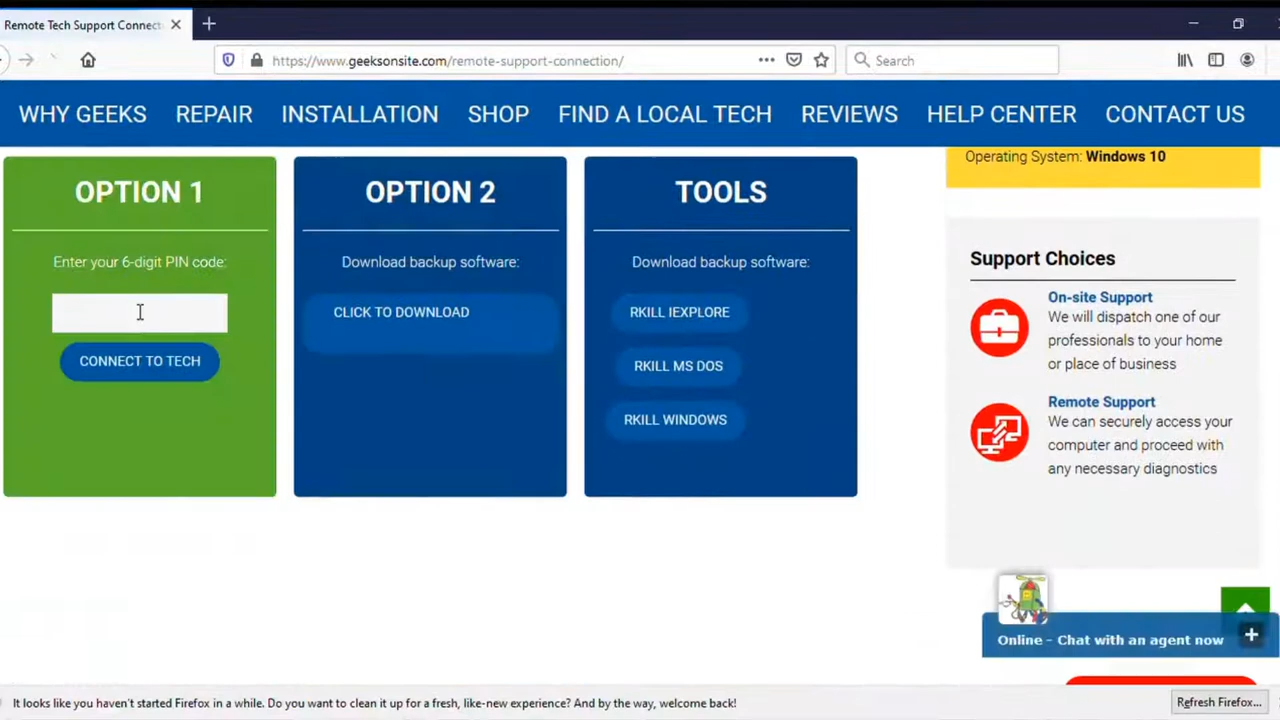 Remote Tech Support Connect
https://www.geeksonsite.com/remote-support-connection/
Search
WHY GEEKS REPAIR INSTALLATION SHOP FIND A LOCAL TECH REVIEWS HELP CENTER CONTACT US
OPTION 1
Enter your 6-digit PIN code:
CONNECT TO TECH
OPTION 2
Download backup software:
CLICK TO DOWNLOAD
TOOLS
Download backup software:
RKILL IEXPLORE
RKILL MS DOS
RKILL WINDOWS
Operating System: Windows 10
Support Choices
On-site Support
We will dispatch one of our
professionals to your home
or place of business
Remote Support
We can securely access your
computer and proceed with
any necessary diagnostics
Online - Chat with an agent now
It looks like you haven't started Firefox in a while. Do you want to clean it up for a fresh, like-new experience? And by the way, welcome back!
Refresh Firefox...